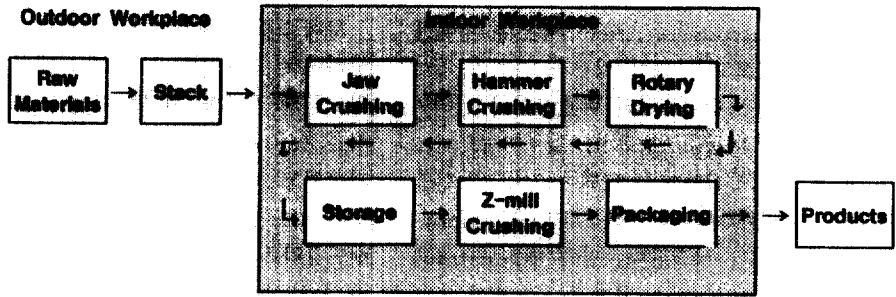 Outdoor Workplace
Indoor Workplace
Raw
Materials
Stack
Jaw
Crushing
Hammer
Crushing
Rotary
Drying
Storage
Z-mill
Crushing
Packaging
Products